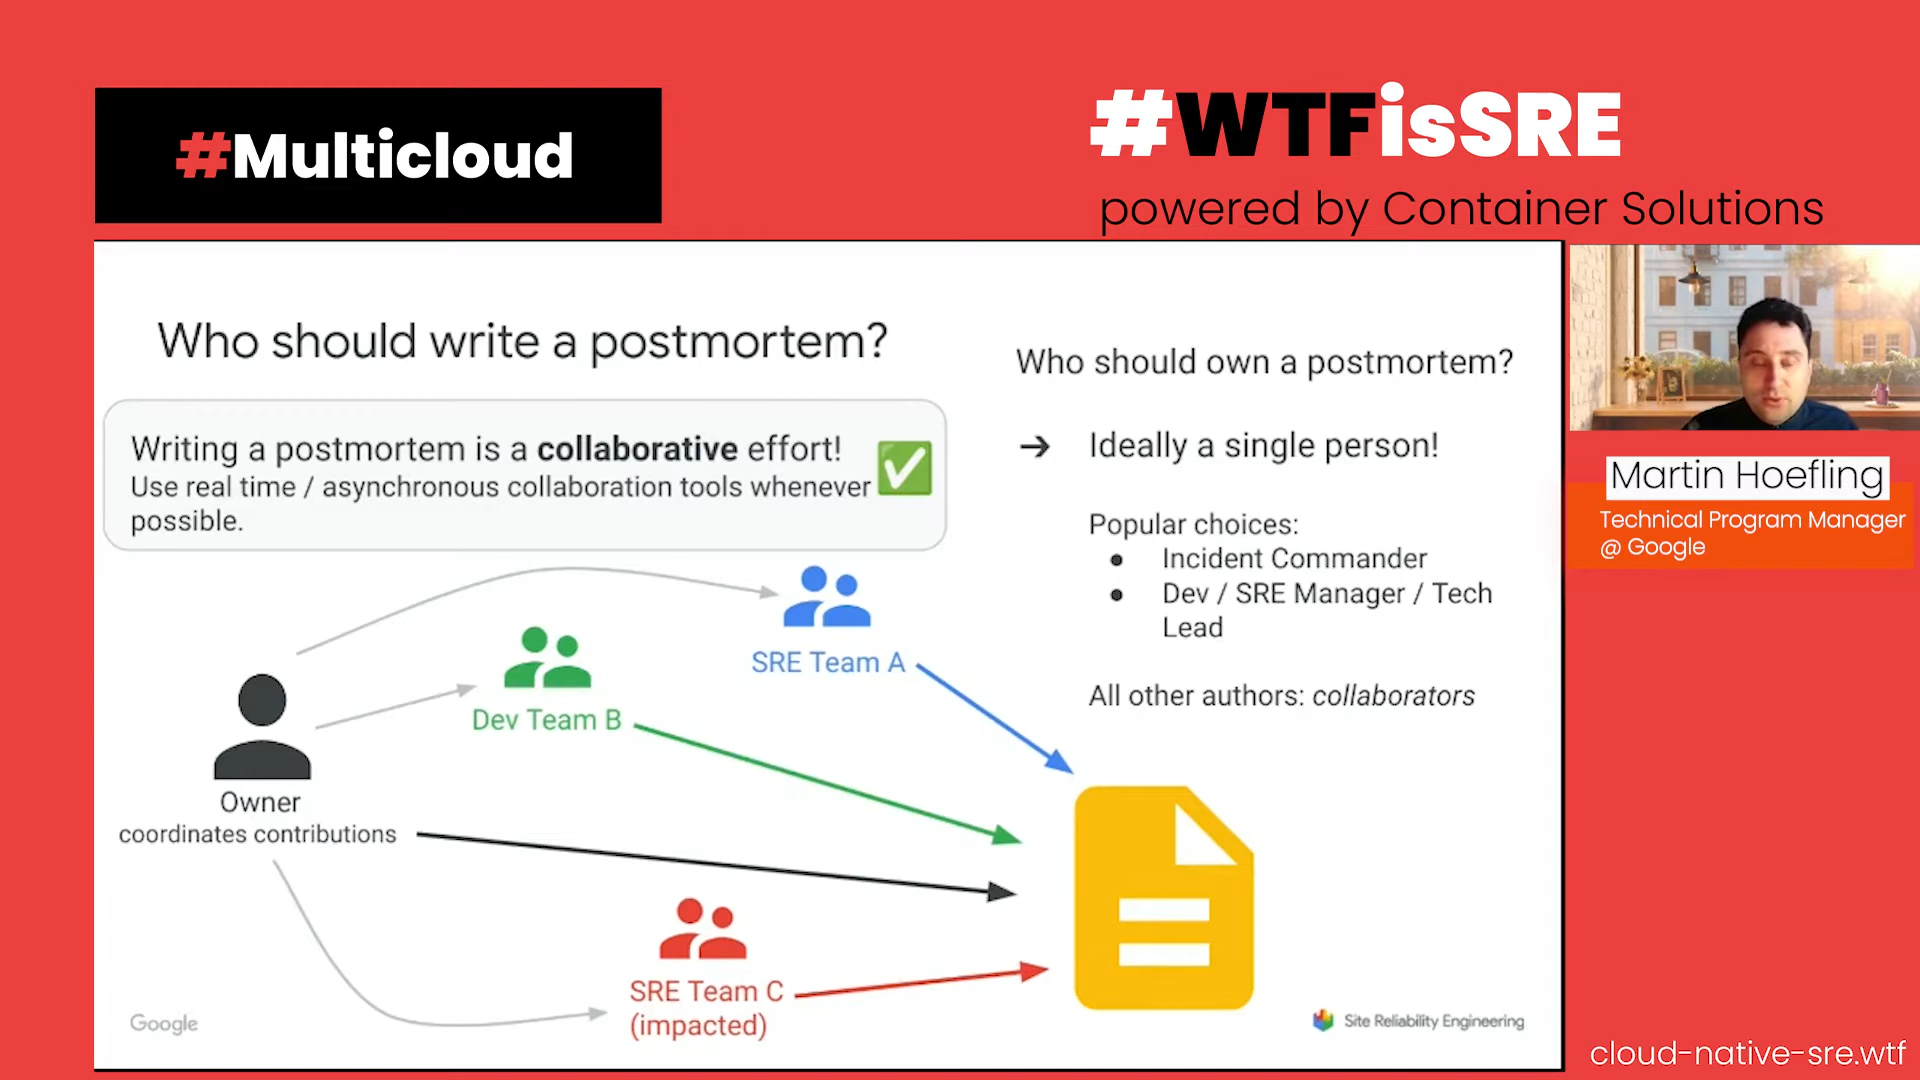 #Multicloud
#WTFisSRE
powered by Container Solutions
Who should write a postmortem?
Writing a postmortem is a collaborative effort!
Use real time / asynchronous collaboration tools whenever
possible.
SRE Team A
Dev Team B
Owner
coordinates contributions
SRE Team C
(impacted)
Google
Who should own a postmortem?
➔ Ideally a single person!
Popular choices:
● Incident Commander
● Dev / SRE Manager / Tech
Lead
All other authors: collaborators
Site Reliability Engineering
Martin Hoefling
Technical Program Manager
@ Google
cloud-native-sre.wtf